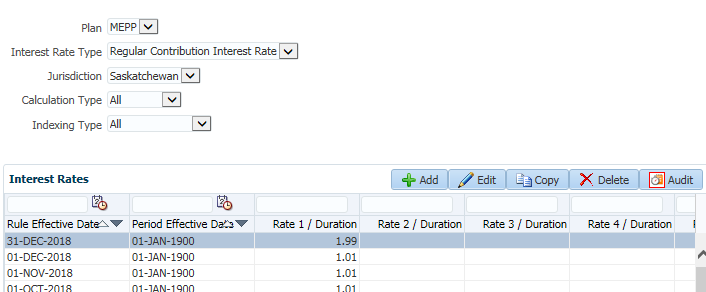 Plan MEPP
Interest Rate Type Regular Contribution Interest Rate
Jurisdiction Saskatchewan
Calculation Type All
Indexing Type All
Interest Rates Add Edit Copy Delete Audit
Rule Effective Date Period Effective Date Rate 1 / Duration Rate 2 / Duration Rate 3 / Duration Rate 4 / Duration
31-DEC-2018 01-JAN-1900 1.99
01-DEC-2018 01-JAN-1900 1.01
01-NOV-2018 01-JAN-1900 1.01
01-OCT-2018 01-JAN-1900 1.01